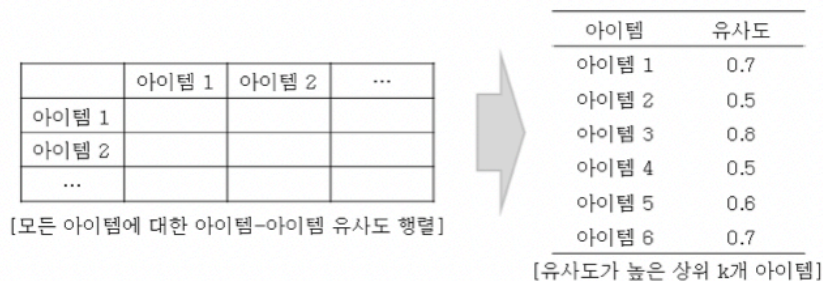 아이템 1 아이템 2 …
아이템 1
아이템 2
…
[모든 아이템에 대한 아이템-아이템 유사도 행렬]
아이템 유사도
아이템 1 0.7
아이템 2 0.5
아이템 3 0.8
아이템 4 0.5
아이템 5 0.6
아이템 6 0.7
[유사도가 높은 상위 k개 아이템]